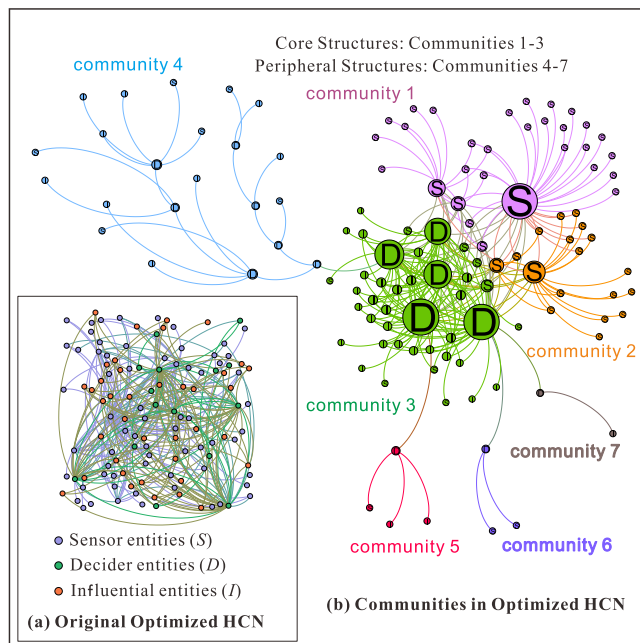 Core Structures: Communities 1-3
Peripheral Structures: Communities 4-7
community 4
community 1
S
S
S
S
D
D
D
D
D
S
S
community 2
community 3
community 7
community 5
community 6
Sensor entities (S)
Decider entities (D)
Influential entities (I)
(a) Original Optimized HCN
(b) Communities in Optimized HCN